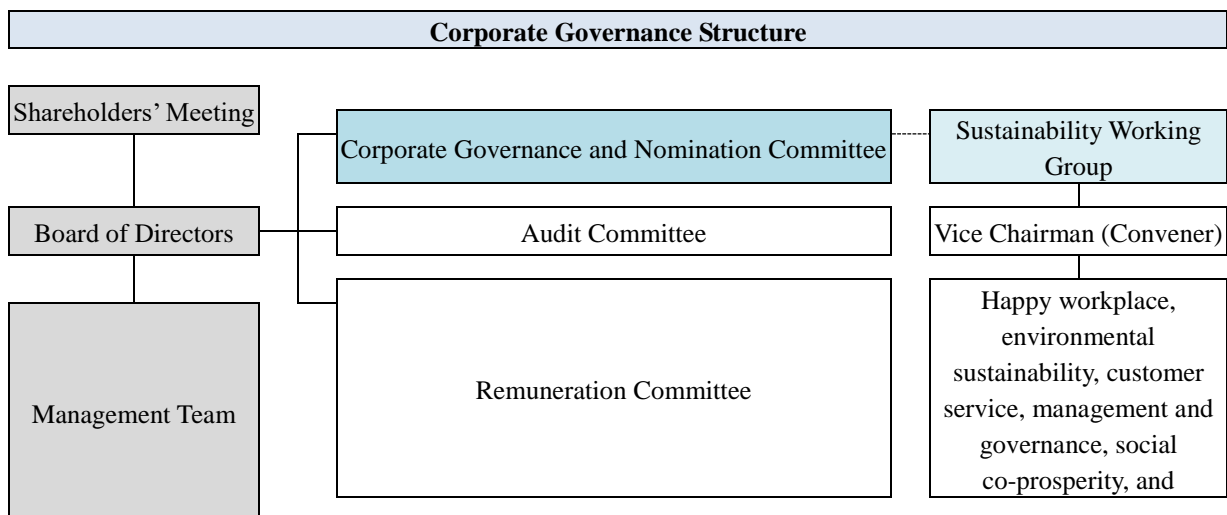 Corporate Governance Structure
Shareholders’ Meeting
Corporate Governance and Nomination Committee
Sustainability Working
Group
Board of Directors
Audit Committee
Vice Chairman (Convener)
Management Team
Remuneration Committee
Happy workplace,
environmental
sustainability, customer
service, management and
governance, social
co-prosperity, and